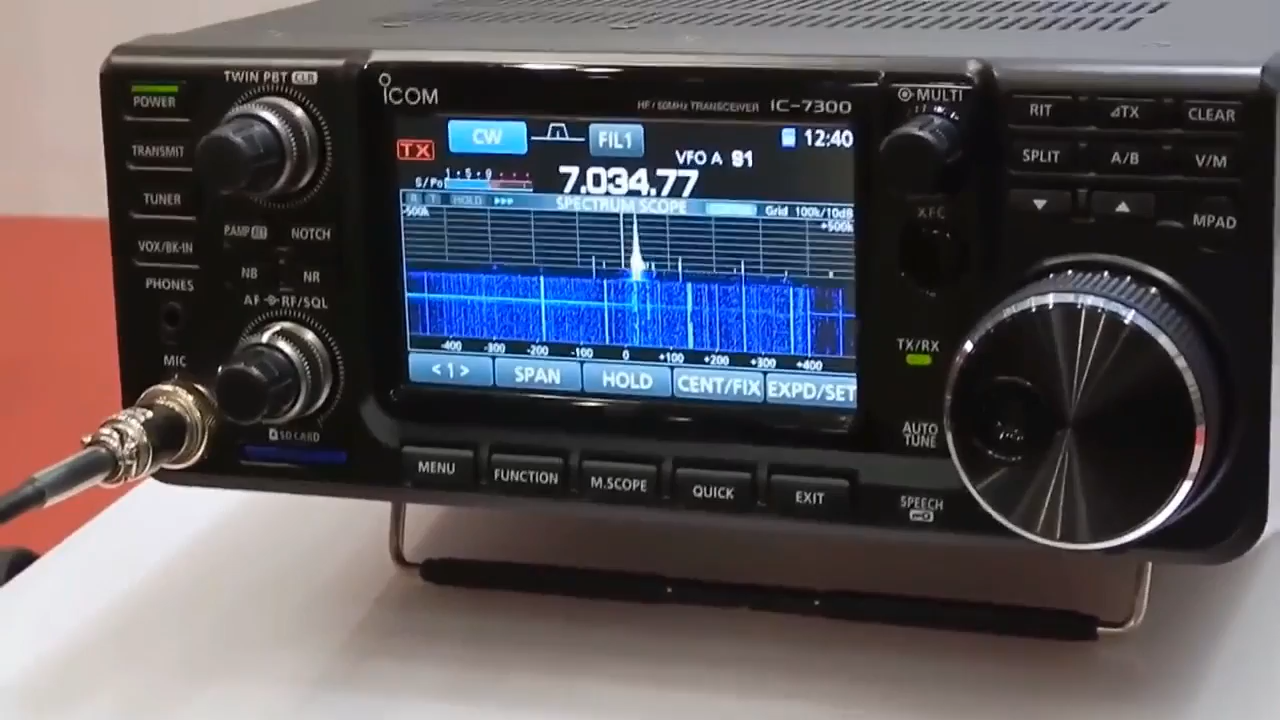 TWIN PBT CLR
POWER
TRANSMIT
TUNER
VOX/BK-IN
PHONES
MIC
P.AMP ATT
NOTCH
NB
NR
AF RF/SQL
SD CARD
ICOM
HF/50MHz TRANSCEIVER IC-7300
TX
CW
FIL1
12:40
VFO A
S/Po
7.034.77
HOLD
SPECTRUM SCOPE
Grid 100k/10dB
-500k
+500k
-400 -300 -200 -100 0 +100 +200 +300 +400
<1> SPAN HOLD CENT/FIX EXPD/SET
MENU FUNCTION M.SCOPE QUICK EXIT
MULTI
RIT ⊿TX CLEAR
SPLIT A/B V/M
MPAD
XFC
TX/RX
AUTO
TUNE
SPEECH